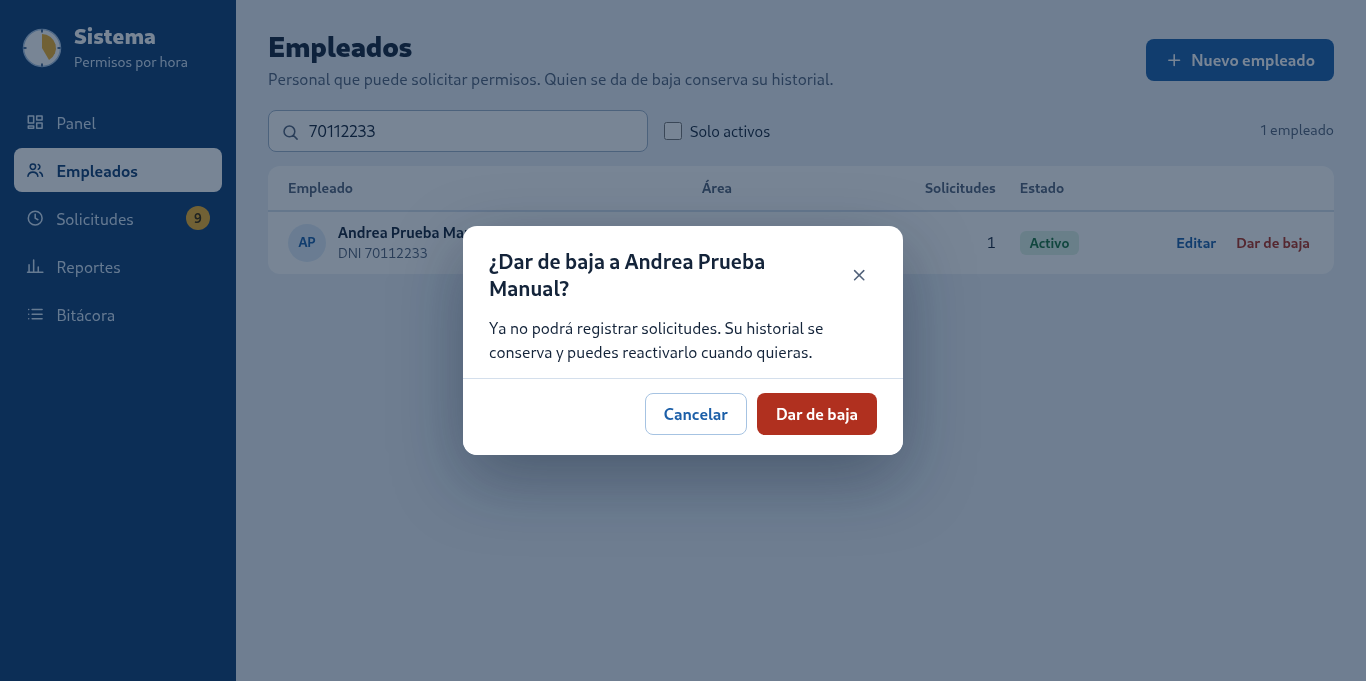 Sistema
Permisos por hora
Panel
Empleados
Solicitudes
9
Reportes
Bitácora
Empleados
Personal que puede solicitar permisos. Quien se da de baja conserva su historial.
+ Nuevo empleado
70112233
Solo activos
1 empleado
Empleado Área Solicitudes Estado
AP
Andrea Prueba
DNI 70112233
1
Activo
Editar
Dar de baja
¿Dar de baja a Andrea Prueba
Manual?
Ya no podrá registrar solicitudes. Su historial se
conserva y puedes reactivarlo cuando quieras.
Cancelar
Dar de baja